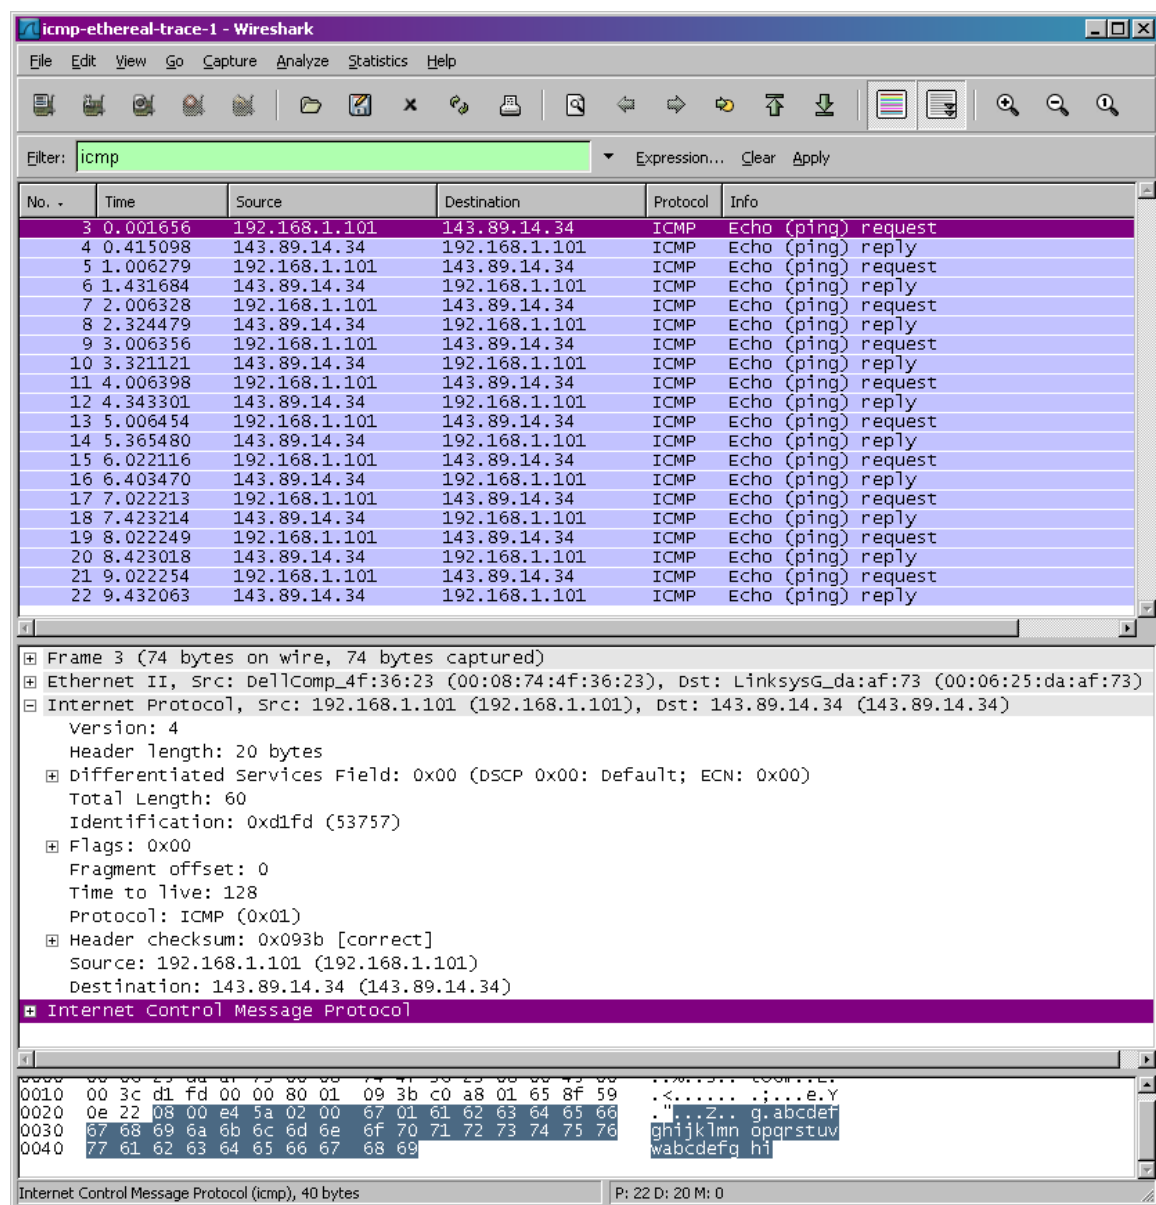 icmp-ethereal-trace-1 - Wireshark
File Edit View Go Capture Analyze Statistics Help
Filter: icmp Expression... Clear Apply
No. Time Source Destination Protocol Info
3 0.001656 192.168.1.101 143.89.14.34 ICMP Echo (ping) request
4 0.415098 143.89.14.34 192.168.1.101 ICMP Echo (ping) reply
5 1.006279 192.168.1.101 143.89.14.34 ICMP Echo (ping) request
6 1.431684 143.89.14.34 192.168.1.101 ICMP Echo (ping) reply
7 2.006328 192.168.1.101 143.89.14.34 ICMP Echo (ping) request
8 2.324479 143.89.14.34 192.168.1.101 ICMP Echo (ping) reply
9 3.006356 192.168.1.101 143.89.14.34 ICMP Echo (ping) request
10 3.321121 143.89.14.34 192.168.1.101 ICMP Echo (ping) reply
11 4.006398 192.168.1.101 143.89.14.34 ICMP Echo (ping) request
12 4.343301 143.89.14.34 192.168.1.101 ICMP Echo (ping) reply
13 5.006454 192.168.1.101 143.89.14.34 ICMP Echo (ping) request
14 5.365480 143.89.14.34 192.168.1.101 ICMP Echo (ping) reply
15 6.022116 192.168.1.101 143.89.14.34 ICMP Echo (ping) request
16 6.403470 143.89.14.34 192.168.1.101 ICMP Echo (ping) reply
17 7.022213 192.168.1.101 143.89.14.34 ICMP Echo (ping) request
18 7.423214 143.89.14.34 192.168.1.101 ICMP Echo (ping) reply
19 8.022249 192.168.1.101 143.89.14.34 ICMP Echo (ping) request
20 8.423018 143.89.14.34 192.168.1.101 ICMP Echo (ping) reply
21 9.022254 192.168.1.101 143.89.14.34 ICMP Echo (ping) request
22 9.432063 143.89.14.34 192.168.1.101 ICMP Echo (ping) reply
Frame 3 (74 bytes on wire, 74 bytes captured)
Ethernet II, Src: DellComp_4f:36:23 (00:08:74:4f:36:23), Dst: LinksysG_da:af:73 (00:06:25:da:af:73)
Internet Protocol, Src: 192.168.1.101 (192.168.1.101), Dst: 143.89.14.34 (143.89.14.34)
Version: 4
Header length: 20 bytes
Differentiated Services Field: 0x00 (DSCP 0x00: Default; ECN: 0x00)
Total Length: 60
Identification: 0xd1fd (53757)
Flags: 0x00
Fragment offset: 0
Time to live: 128
Protocol: ICMP (0x01)
Header checksum: 0x093b [correct]
Source: 192.168.1.101 (192.168.1.101)
Destination: 143.89.14.34 (143.89.14.34)
Internet Control Message Protocol
0010 00 3c d1 fd 00 00 80 01 09 3b c0 a8 01 65 8f 59 .<...... .;...e.Y
0020 0e 22 08 00 e4 5a 02 00 67 01 61 62 63 64 65 66 ."...Z.. g.abcdef
0030 67 68 69 6a 6b 6c 6d 6e 6f 70 71 72 73 74 75 76 ghijklmn opqrstuv
0040 77 61 62 63 64 65 66 67 68 69 wabcdefg hi
Internet Control Message Protocol (icmp), 40 bytes P: 22 D: 20 M: 0